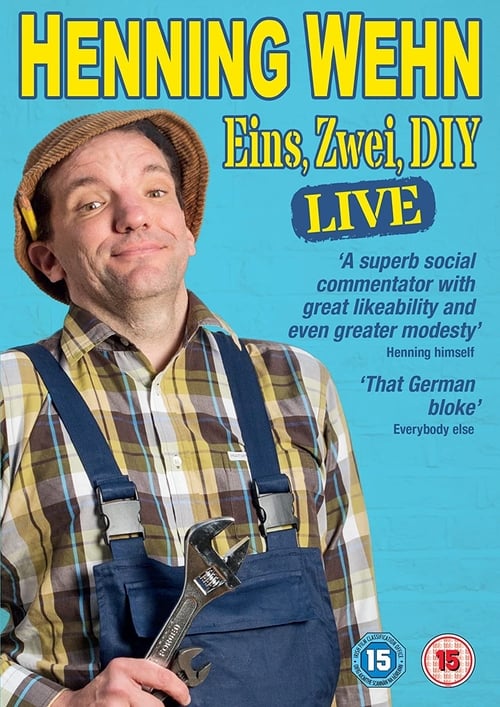 HENNING WEHN
Eins, Zwei, DIY
LIVE
‘A superb social
commentator with
great likeability and
even greater modesty’
Henning himself
‘That German
bloke’
Everybody else
FORGED
15
15